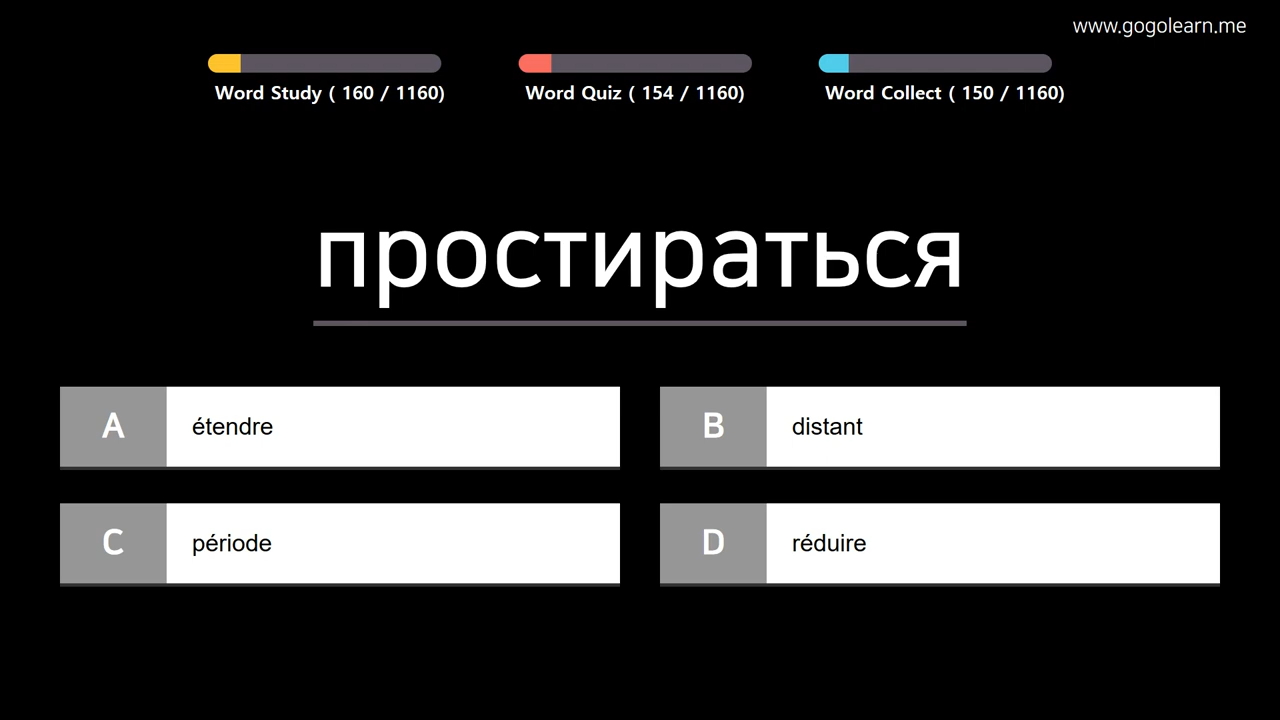 www.gogolearn.me
Word Study ( 160 / 1160)
Word Quiz ( 154 / 1160)
Word Collect ( 150 / 1160)
простираться
A étendre
B distant
C période
D réduire